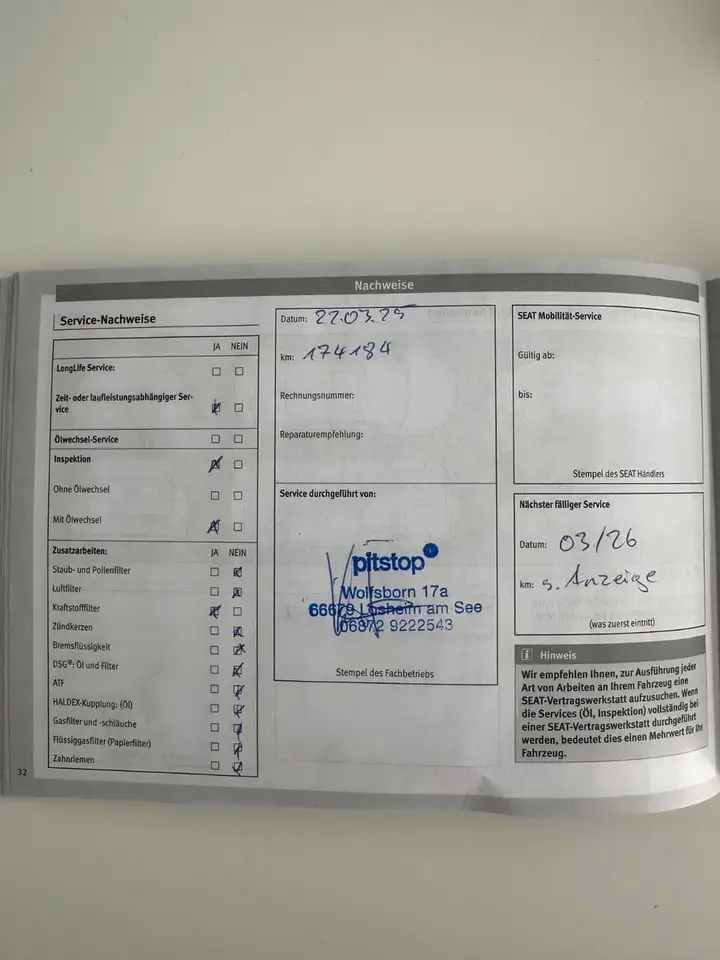 Nachweise
Service-Nachweise
JA NEIN
LongLife Service:
Zeit- oder laufleistungsabhängiger Ser-
vice
Ölwechsel-Service
Inspektion
Ohne Ölwechsel
Mit Ölwechsel
Zusatzarbeiten: JA NEIN
Staub- und Pollenfilter
Luftfilter
Kraftstofffilter
Zündkerzen
Bremsflüssigkeit
DSG®: Öl und Filter
ATF
HALDEX-Kupplung: (Öl)
Gasfilter und -schläuche
Flüssiggasfilter (Papierfilter)
Zahnriemen
32
Datum: 27.03.25
km: 174184
Rechnungsnummer:
Reparaturempfehlung:
Service durchgeführt von:
pitstop
Wolfsborn 17a
66679 Losheim am See
06872 9222543
Stempel des Fachbetriebs
SEAT Mobilität-Service
Gültig ab:
bis:
Stempel des SEAT Händlers
Nächster fälliger Service
Datum: 03/26
km: s. Anzeige
(was zuerst eintritt)
i Hinweis
Wir empfehlen Ihnen, zur Ausführung jeder
Art von Arbeiten an Ihrem Fahrzeug eine
SEAT-Vertragswerkstatt aufzusuchen. Wenn
die Services (Öl, Inspektion) vollständig bei
einer SEAT-Vertragswerkstatt durchgeführt
werden, bedeutet dies einen Mehrwert für Ihr
Fahrzeug.